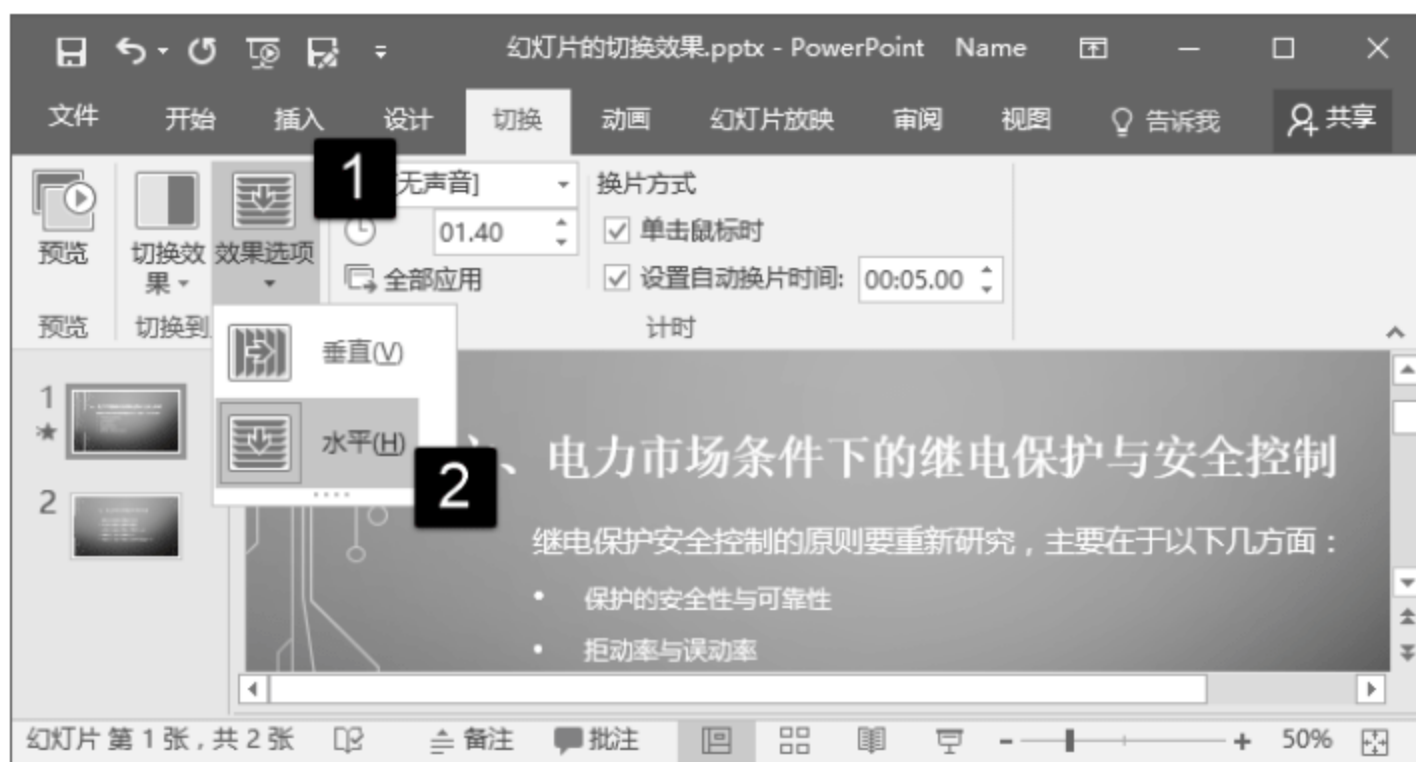 幻灯片的切换效果.pptx - PowerPoint Name
文件 开始 插入 设计 切换 动画 幻灯片放映 审阅 视图 告诉我 共享
1
无声音]
换片方式
预览
切换效果
效果选项
01.40
单击鼠标时
全部应用
设置自动换片时间: 00:05.00
预览
切换到
计时
垂直(V)
水平(H)
2
1
2
、电力市场条件下的继电保护与安全控制
继电保护安全控制的原则要重新研究，主要在于以下几方面：
• 保护的安全性与可靠性
• 拒动率与误动率
幻灯片 第 1 张，共 2 张 备注 批注 50%